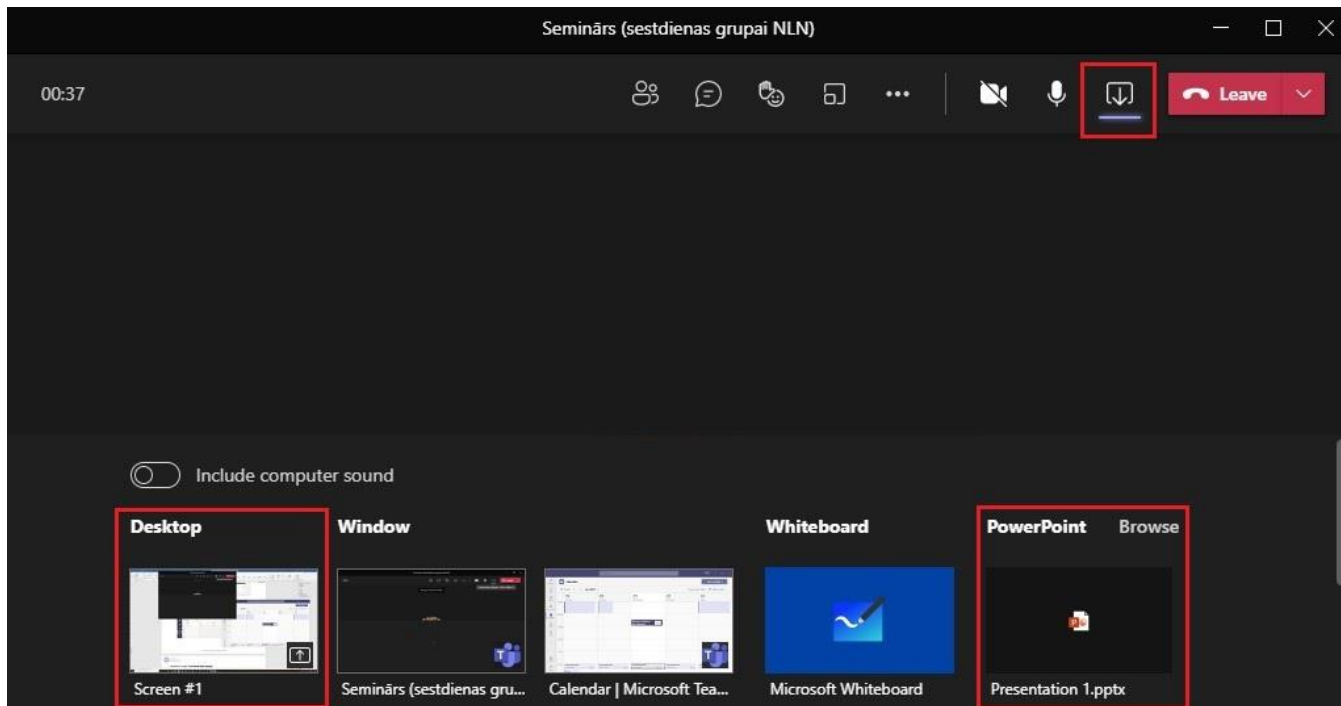 Seminārs (sestdienas grupai NLN)
00:37
Leave
Include computer sound
Desktop Window Whiteboard PowerPoint Browse
Screen #1 Seminārs (sestdienas gru... Calendar | Microsoft Tea... Microsoft Whiteboard Presentation 1.pptx